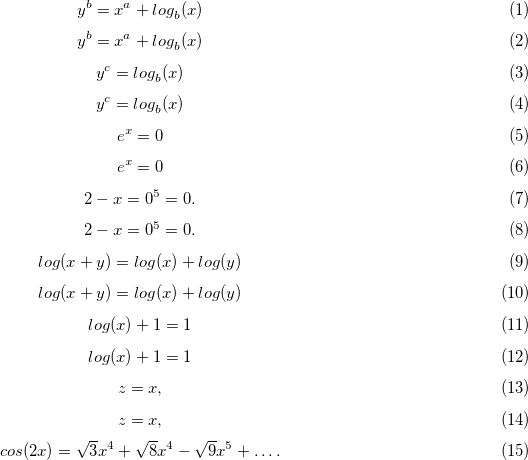 y^b = x^a + log_b(x) (1)
y^b = x^a + log_b(x) (2)
y^c = log_b(x) (3)
y^c = log_b(x) (4)
e^x = 0 (5)
e^x = 0 (6)
2 − x = 0^5 = 0. (7)
2 − x = 0^5 = 0. (8)
log(x + y) = log(x) + log(y) (9)
log(x + y) = log(x) + log(y) (10)
log(x) + 1 = 1 (11)
log(x) + 1 = 1 (12)
z = x, (13)
z = x, (14)
cos(2x) = √3x^4 + √8x^4 − √9x^5 + . . . . (15)